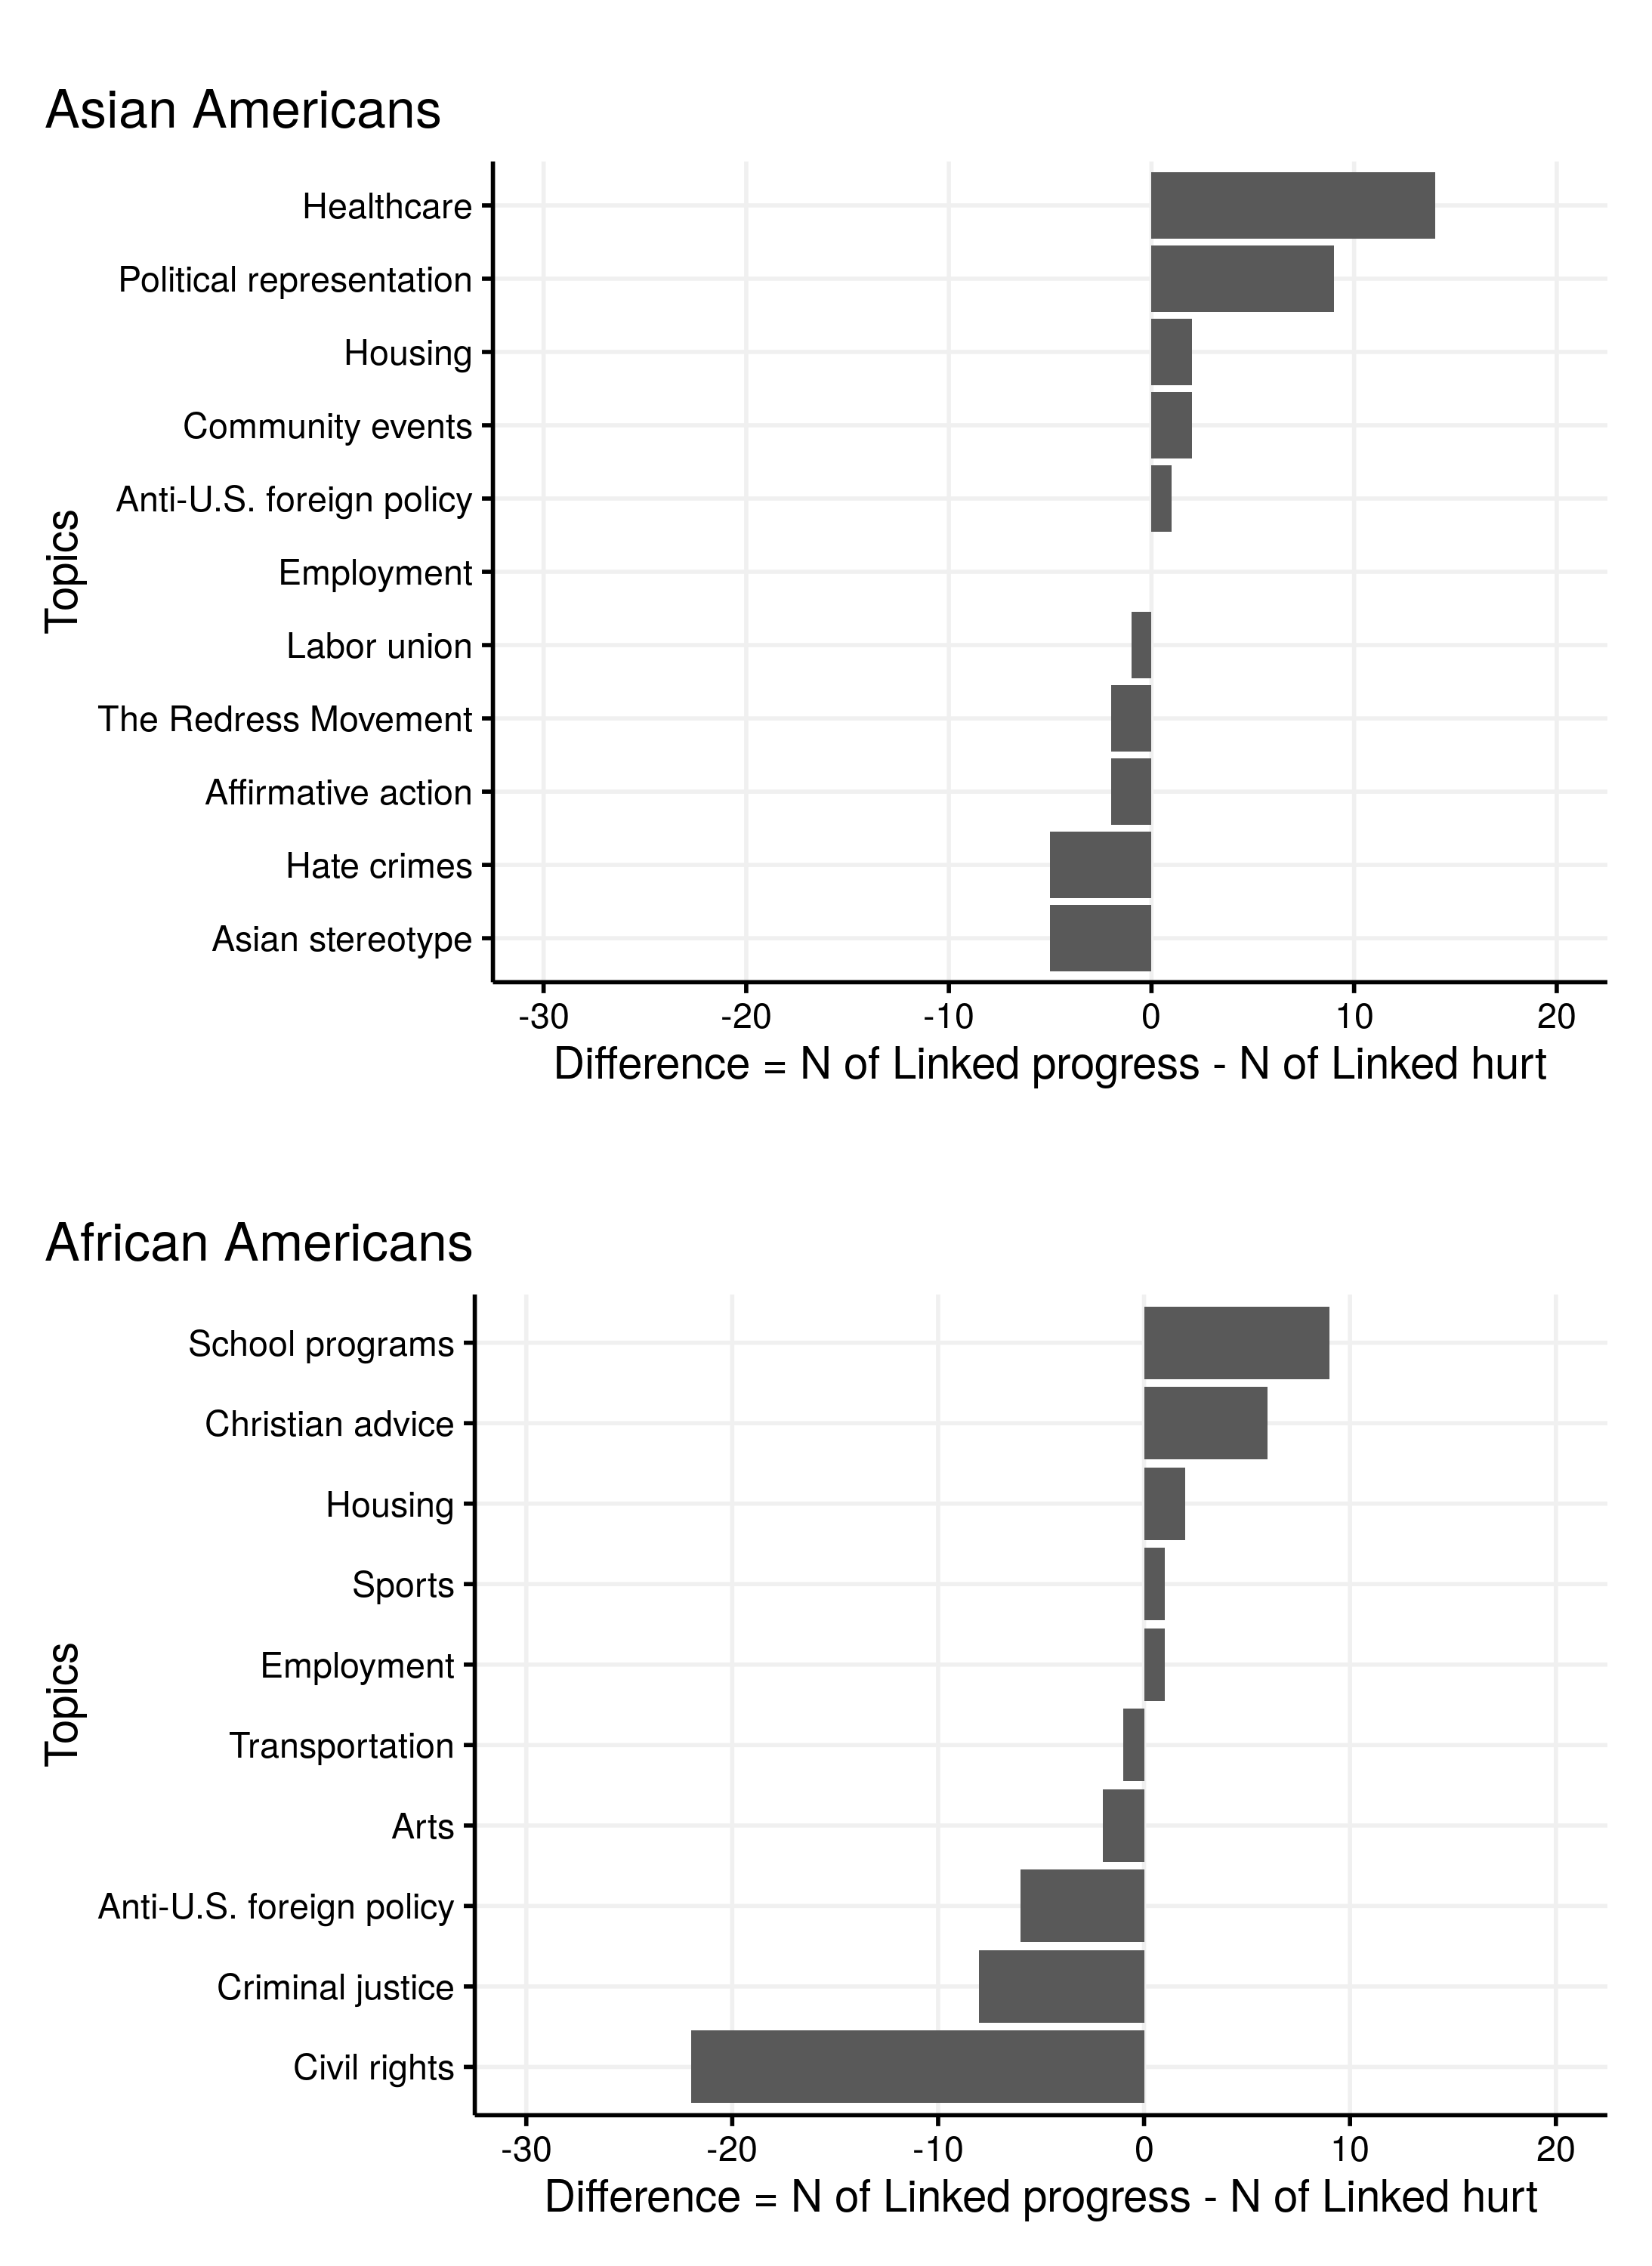 Asian Americans
Topics
Healthcare
Political representation
Housing
Community events
Anti-U.S. foreign policy
Employment
Labor union
The Redress Movement
Affirmative action
Hate crimes
Asian stereotype
-30 -20 -10 0 10 20
Difference = N of Linked progress - N of Linked hurt
African Americans
Topics
School programs
Christian advice
Housing
Sports
Employment
Transportation
Arts
Anti-U.S. foreign policy
Criminal justice
Civil rights
-30 -20 -10 0 10 20
Difference = N of Linked progress - N of Linked hurt